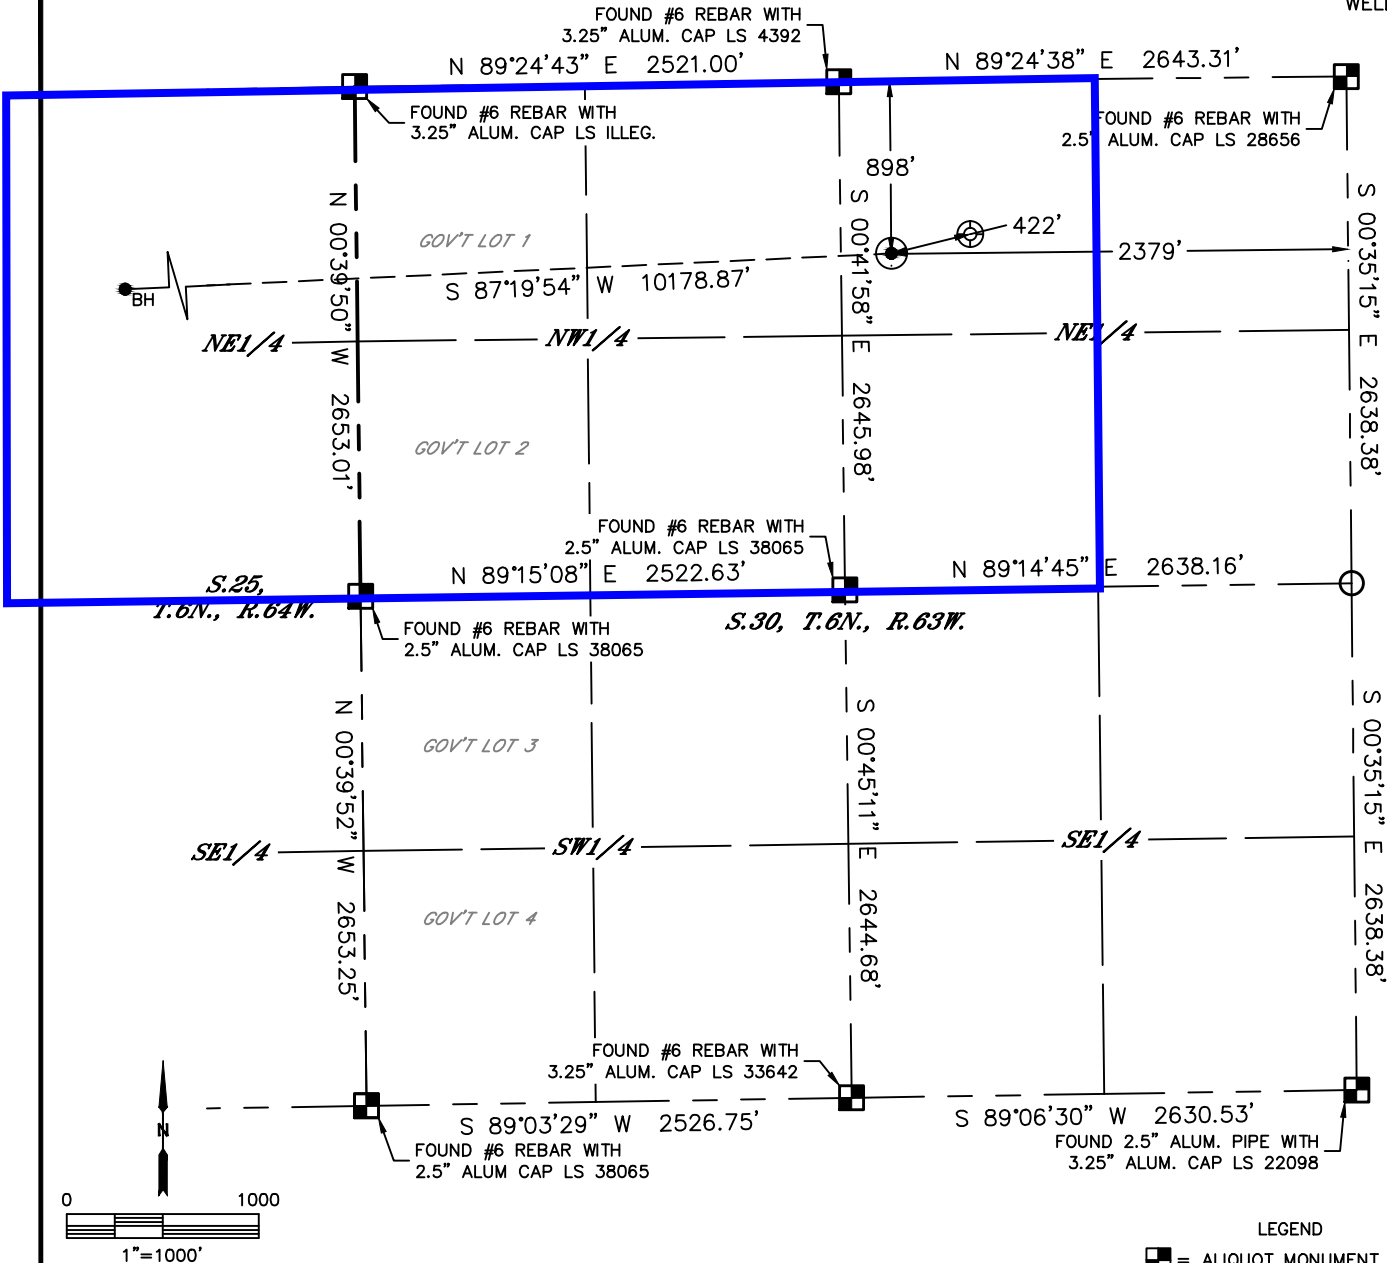 WELL
FOUND #6 REBAR WITH
3.25" ALUM. CAP LS 4392
N 89°24'43" E 2521.00'
N 89°24'38" E 2643.31'
FOUND #6 REBAR WITH
3.25" ALUM. CAP LS ILLEG.
FOUND #6 REBAR WITH
2.5" ALUM. CAP LS 28656
898'
GOV'T LOT 1
422'
2379'
S 87°19'54" W 10178.87'
BH
N 00°39'50" W 2653.01'
S 00°41'58" E 2645.98'
S 00°35'15" E 2638.38'
NE1/4
NW1/4
NE1/4
GOV'T LOT 2
FOUND #6 REBAR WITH
2.5" ALUM. CAP LS 38065
N 89°15'08" E 2522.63'
N 89°14'45" E 2638.16'
S.25,
T.6N., R.64W.
S.30, T.6N., R.63W.
FOUND #6 REBAR WITH
2.5" ALUM. CAP LS 38065
N 00°39'52" W 2653.25'
S 00°45'11" E 2644.68'
S 00°35'15" E 2638.38'
GOV'T LOT 3
SE1/4
SW1/4
SE1/4
GOV'T LOT 4
FOUND #6 REBAR WITH
3.25" ALUM. CAP LS 33642
S 89°03'29" W 2526.75'
S 89°06'30" W 2630.53'
FOUND #6 REBAR WITH
2.5" ALUM CAP LS 38065
FOUND 2.5" ALUM. PIPE WITH
3.25" ALUM. CAP LS 22098
N
0 1000
1"=1000'
LEGEND
= ALIQUOT MONUMENT